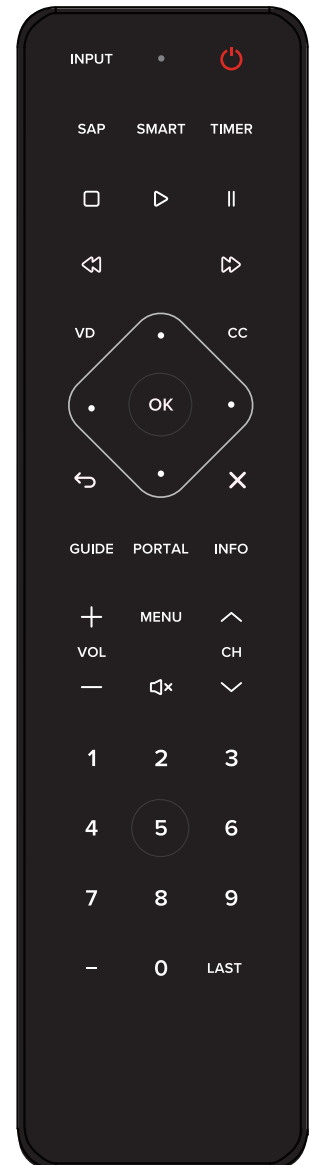 INPUT
SAP SMART TIMER
VD CC
OK
GUIDE PORTAL INFO
MENU
VOL CH
1 2 3
4 5 6
7 8 9
- 0 LAST